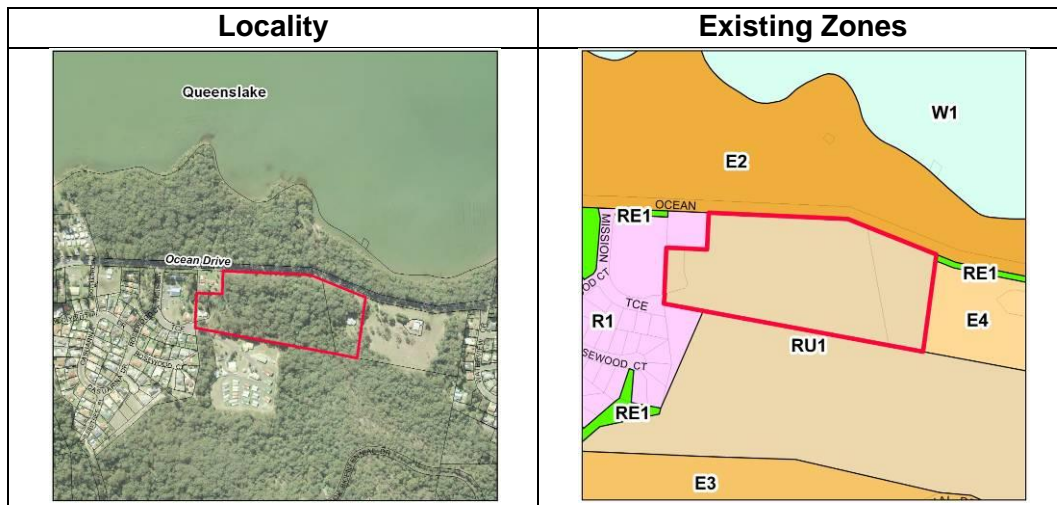 Locality
Existing Zones
Queenslake
Ocean Drive
W1
E2
OCEAN
RE1
MISSION
RE1
TCE
E4
R1
RU1
SEWOOD CT
RE1
E3